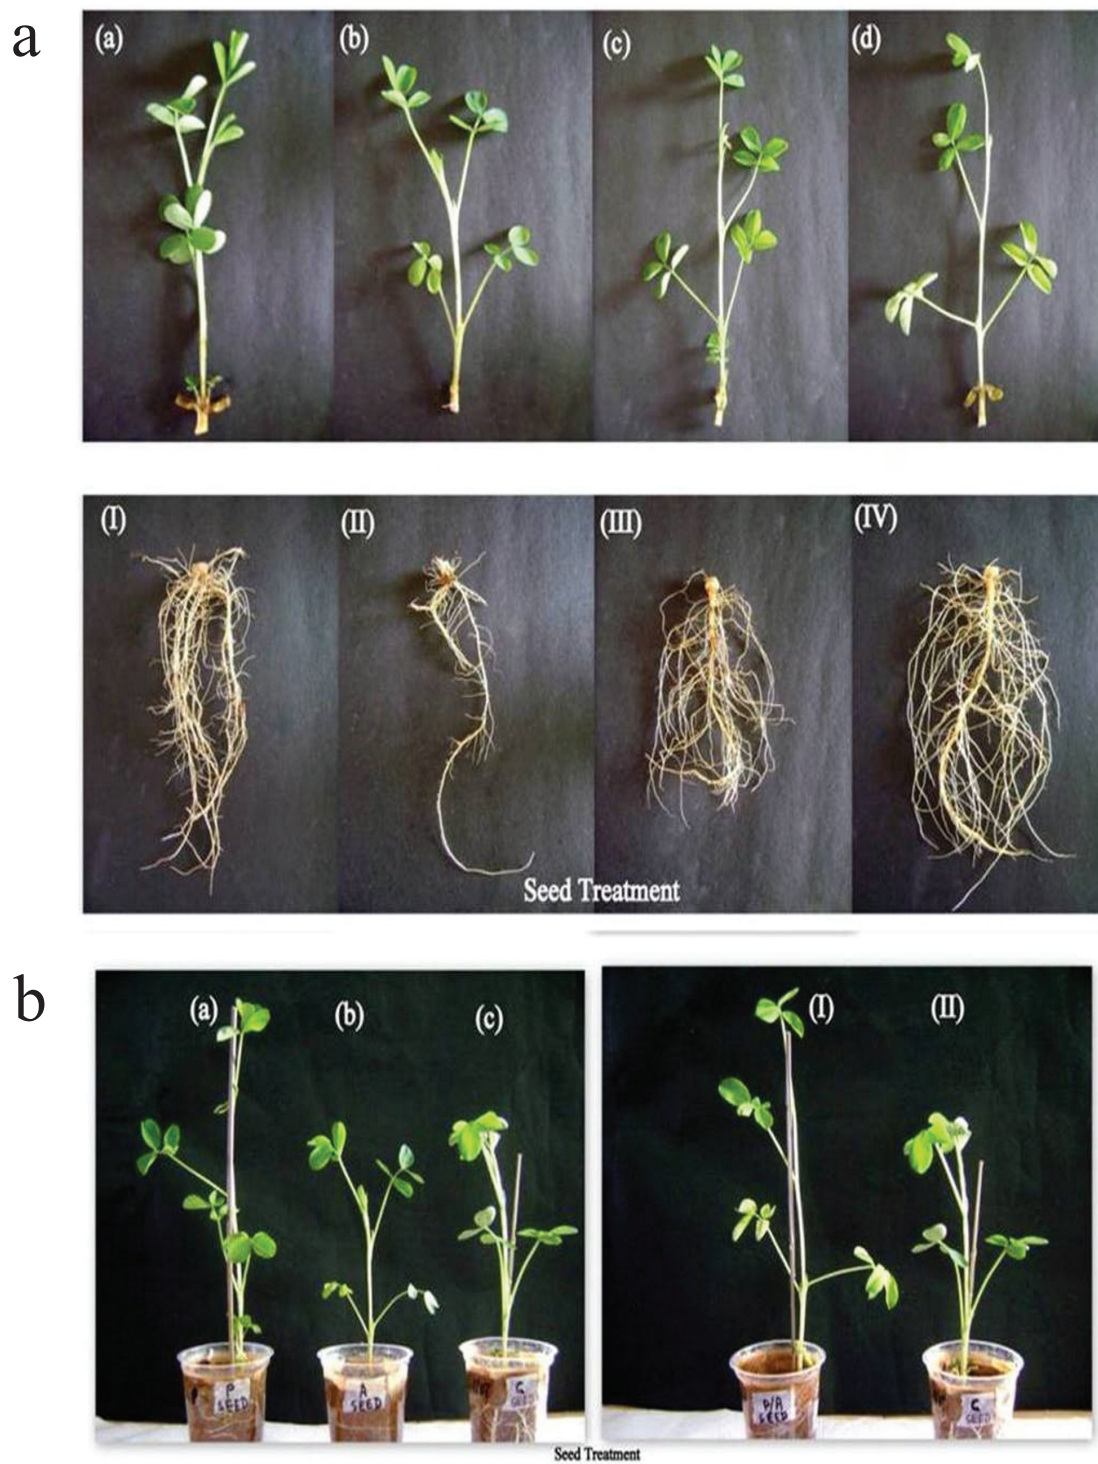 a
(a) (b) (c) (d)
(I) (II) (III) (IV)
Seed Treatment
b
(a) (b) (c) (I) (II)
P
SEED
A
SEED
C
SEED
P/A
SEED
C
SEED
Seed Treatment